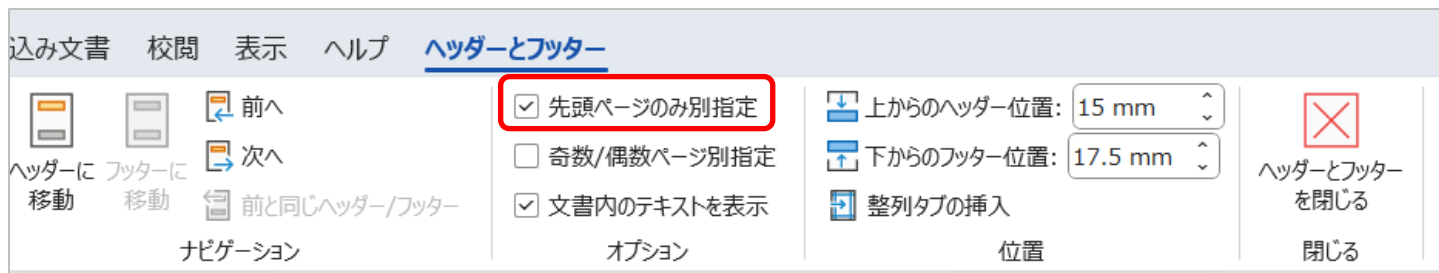 込み文書 校閲 表示 ヘルプ ヘッダーとフッター
ヘッダーに
移動
フッターに
移動
前へ
次へ
前と同じヘッダー/フッター
ナビゲーション
先頭ページのみ別指定
奇数/偶数ページ別指定
文書内のテキストを表示
オプション
上からのヘッダー位置: 15 mm
下からのフッター位置: 17.5 mm
整列タブの挿入
位置
ヘッダーとフッター
を閉じる
閉じる